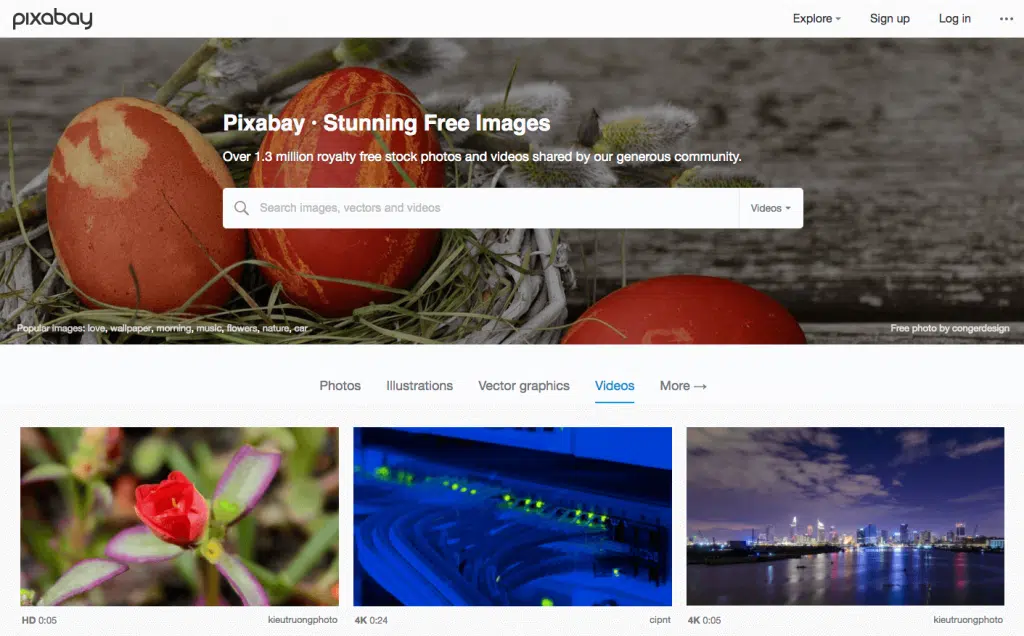 pixabay
Explore Sign up Log in
Pixabay · Stunning Free Images
Over 1.3 million royalty free stock photos and videos shared by our generous community.
Search images, vectors and videos Videos
Popular images: love, wallpaper, morning, music, flowers, nature, car
Free photo by congerdesign
Photos Illustrations Vector graphics Videos More →
HD 0:05 kieutruongphoto 4K 0:24 cipnt 4K 0:05 kieutruongphoto